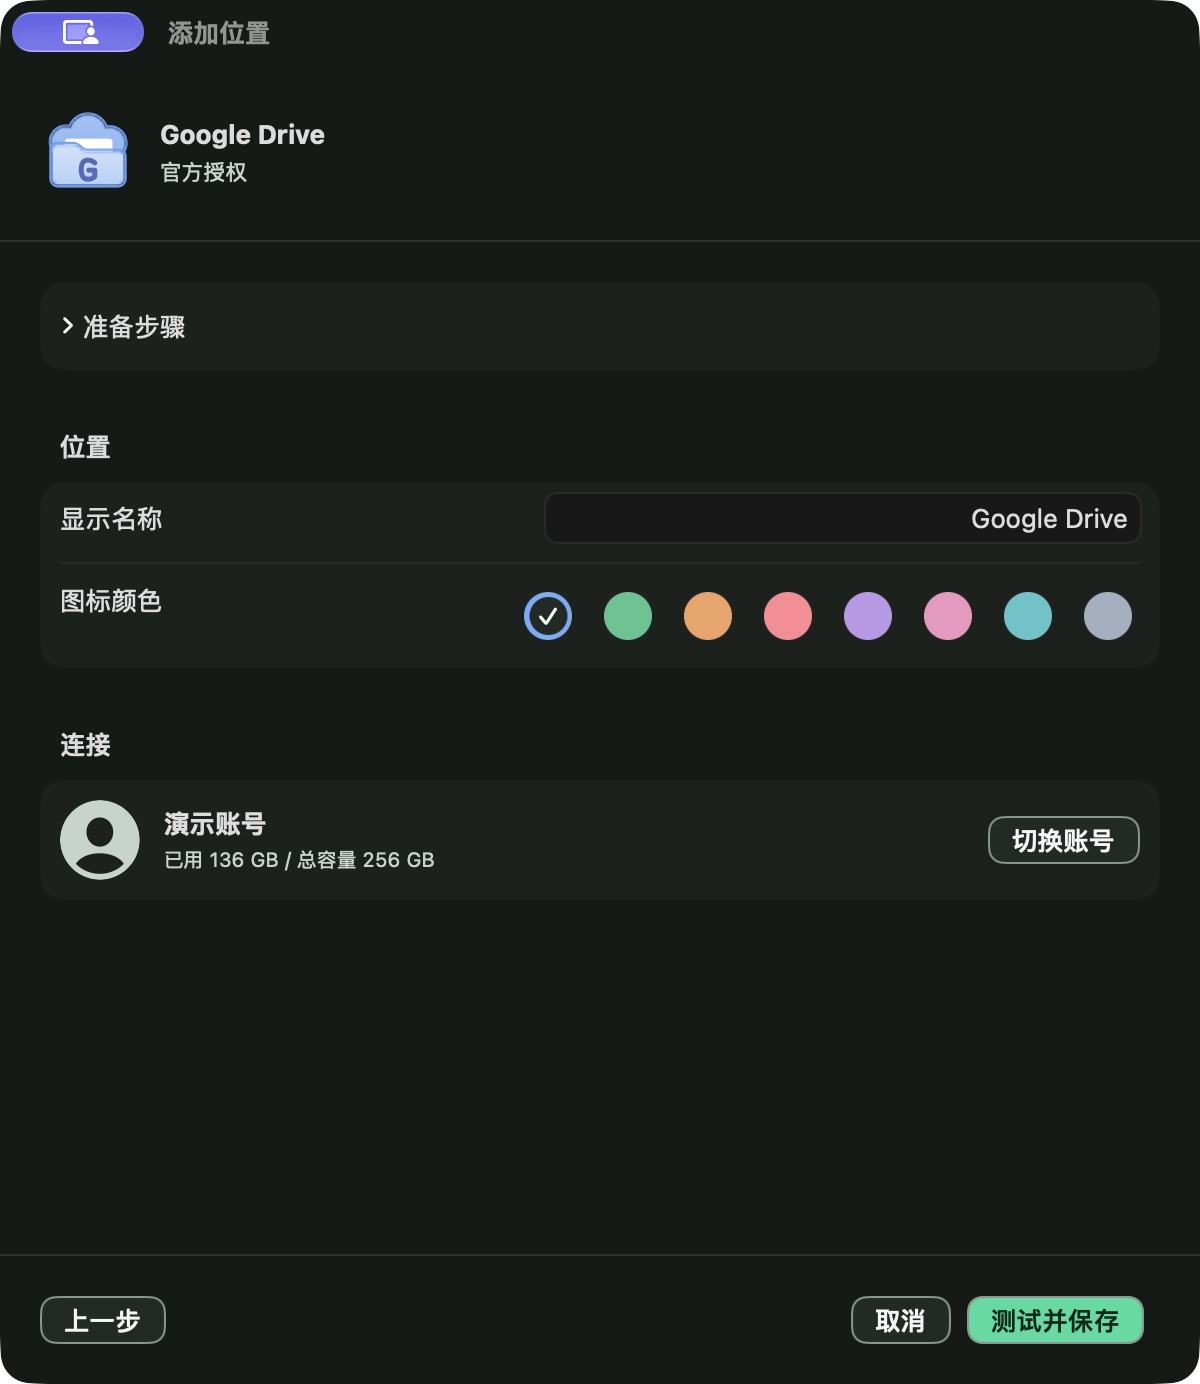 添加位置
Google Drive
官方授权
G
准备步骤
位置
显示名称
Google Drive
图标颜色
连接
演示账号
已用 136 GB / 总容量 256 GB
切换账号
上一步
取消
测试并保存